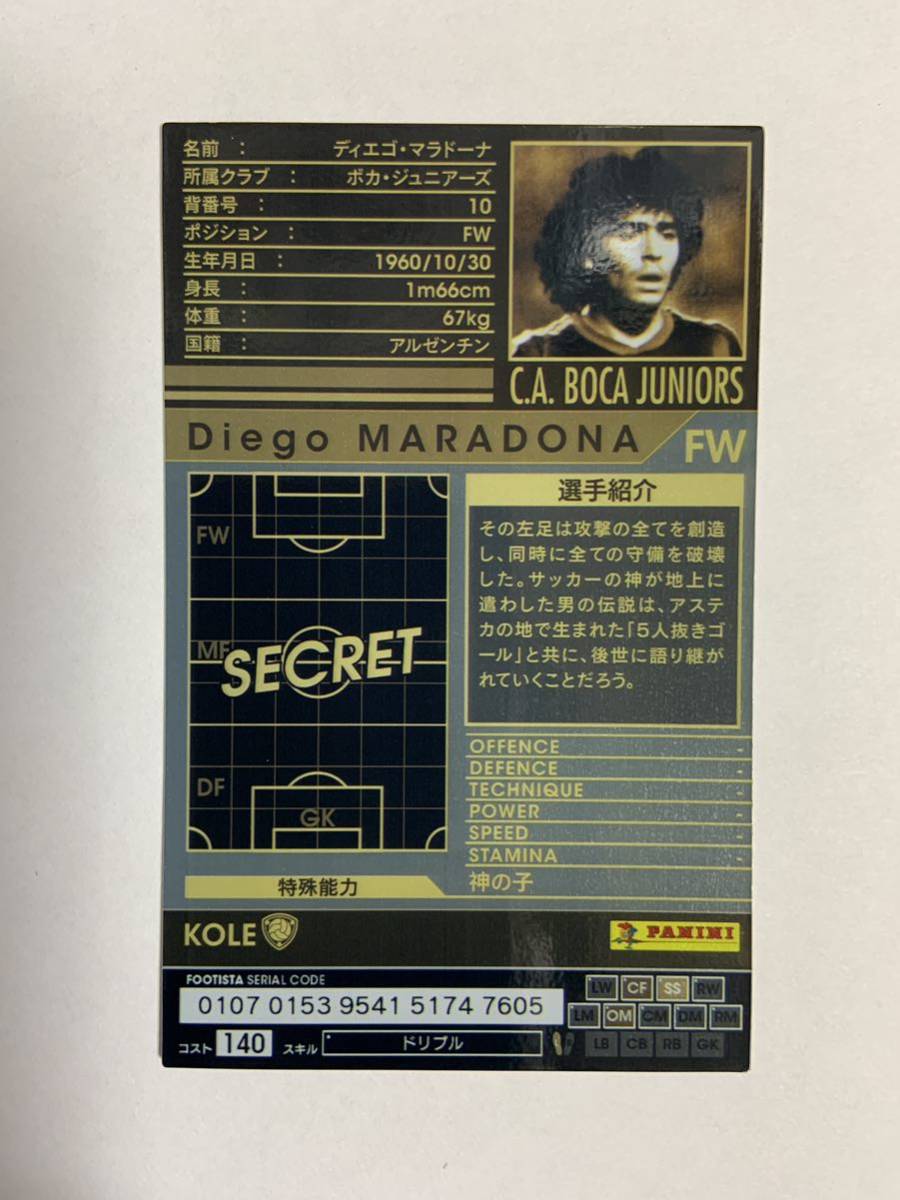 名前 : ディエゴ・マラドーナ
所属クラブ : ボカ・ジュニアーズ
背番号 : 10
ポジション : FW
生年月日 : 1960/10/30
身長 : 1m66cm
体重 : 67kg
国籍 : アルゼンチン
C.A. BOCA JUNIORS
Diego MARADONA
FW
FW
MF
SECRET
DF
GK
選手紹介
その左足は攻撃の全てを創造
し、同時に全ての守備を破壊
した。サッカーの神が地上に
遣わした男の伝説は、アステ
カの地で生まれた「5人抜きゴ
ール」と共に、後世に語り継が
れていくことだろう。
OFFENCE -
DEFENCE -
TECHNIQUE -
POWER -
SPEED -
STAMINA -
特殊能力 神の子
KOLE
PANINI
FOOTISTA SERIAL CODE
0107 0153 9541 5174 7605
コスト 140 スキル ドリブル
LW CF SS RW
LM OM CM DM RM
LB CB RB GK